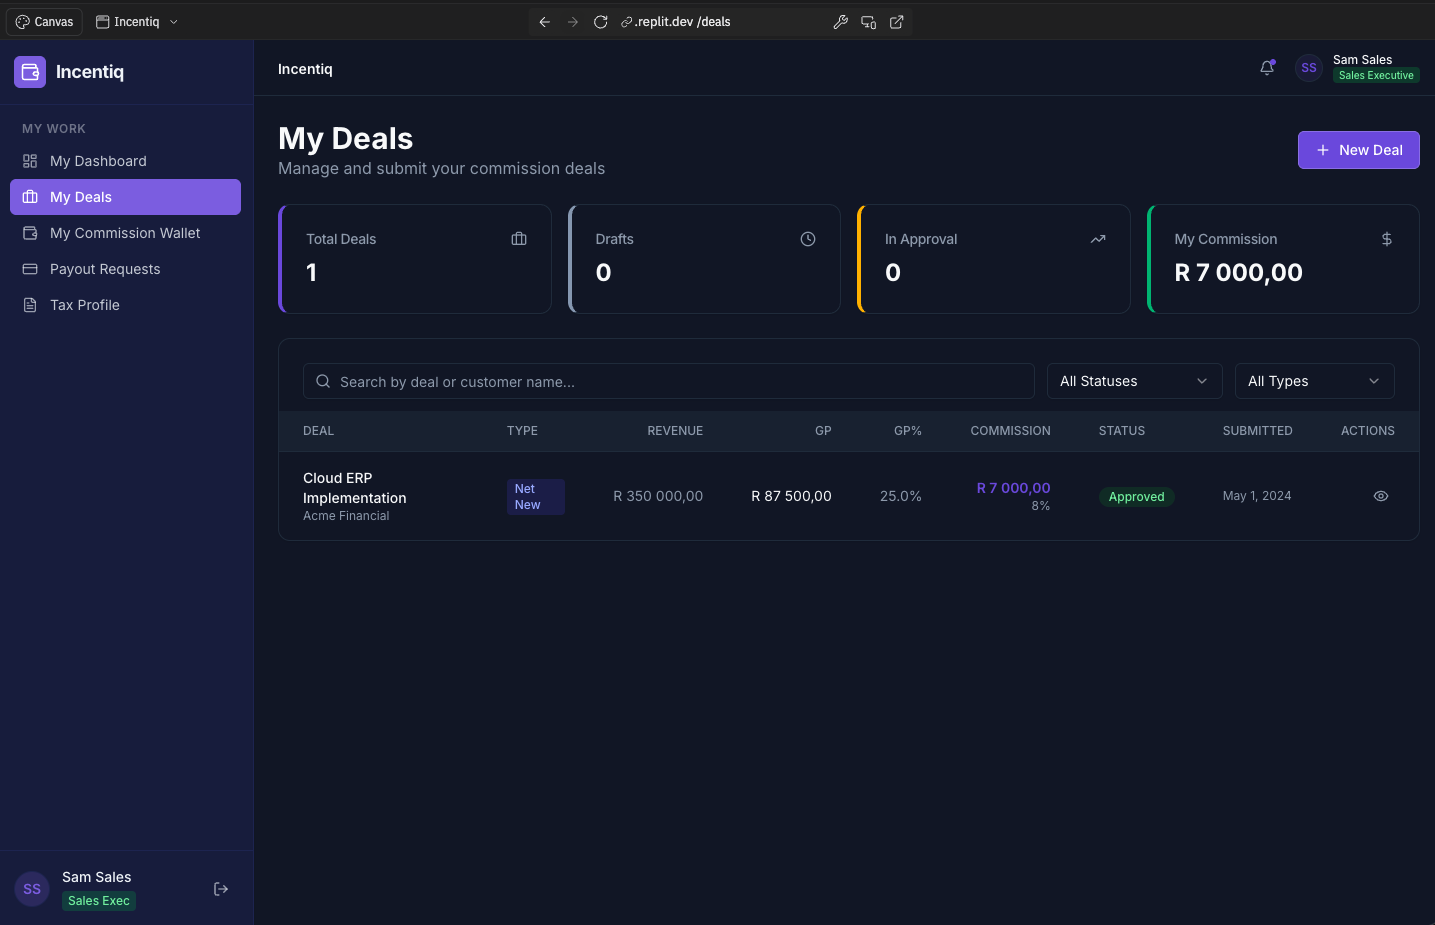 Canvas
Incentiq
.replit.dev /deals
Incentiq
MY WORK
My Dashboard
My Deals
My Commission Wallet
Payout Requests
Tax Profile
SS
Sam Sales
Sales Exec
Incentiq
SS
Sam Sales
Sales Executive
My Deals
Manage and submit your commission deals
+ New Deal
Total Deals
1
Drafts
0
In Approval
0
My Commission
$
R 7 000,00
Search by deal or customer name...
All Statuses
All Types
DEAL TYPE REVENUE GP GP% COMMISSION STATUS SUBMITTED ACTIONS
Cloud ERP
Implementation
Acme Financial
Net
New
R 350 000,00
R 87 500,00
25.0%
R 7 000,00
8%
Approved
May 1, 2024